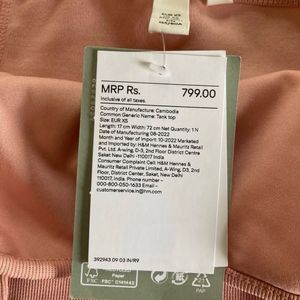 MRP Rs. 799.00
Inclusive of all taxes.
Country of Manufacture: Cambodia
Common Generic Name: Tank top
Size: EUR XS
Length: 17 cm Width: 72 cm Net Quantity: 1 N
Date of Manufacturing 08-2022
Month and Year of Import: 10-2022 Marketed
and Imported by: H&M Hennes & Mauritz Retail
Pvt. Ltd. A-wing, D-3, 2nd Floor, District Centre
Saket New Delhi -110017
India
Consumer Complaint Cell: H&M Hennes &
Mauritz Retail Private Limited, A-Wing, D3, 2nd
Floor, District Center, Saket, New Delhi
-110017, India. Phone number -
000-800-050-1633 Email -
customerservice.in@hm.com
392943 09 03 IN/R9
FSC
PAP